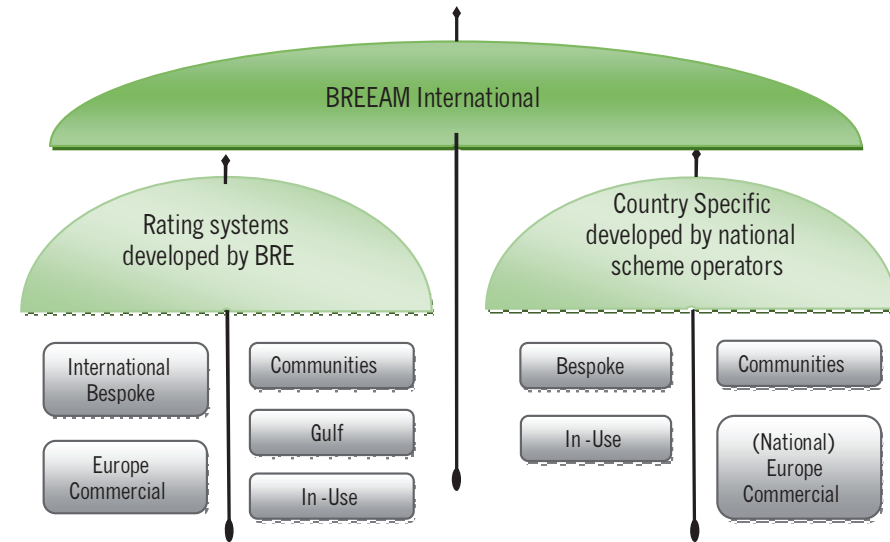 BREEAM International
Rating systems
developed by BRE
Country Specific
developed by national
scheme operators
International
Bespoke
Europe
Commercial
Communities
Gulf
In -Use
Bespoke
In -Use
Communities
(National)
Europe
Commercial